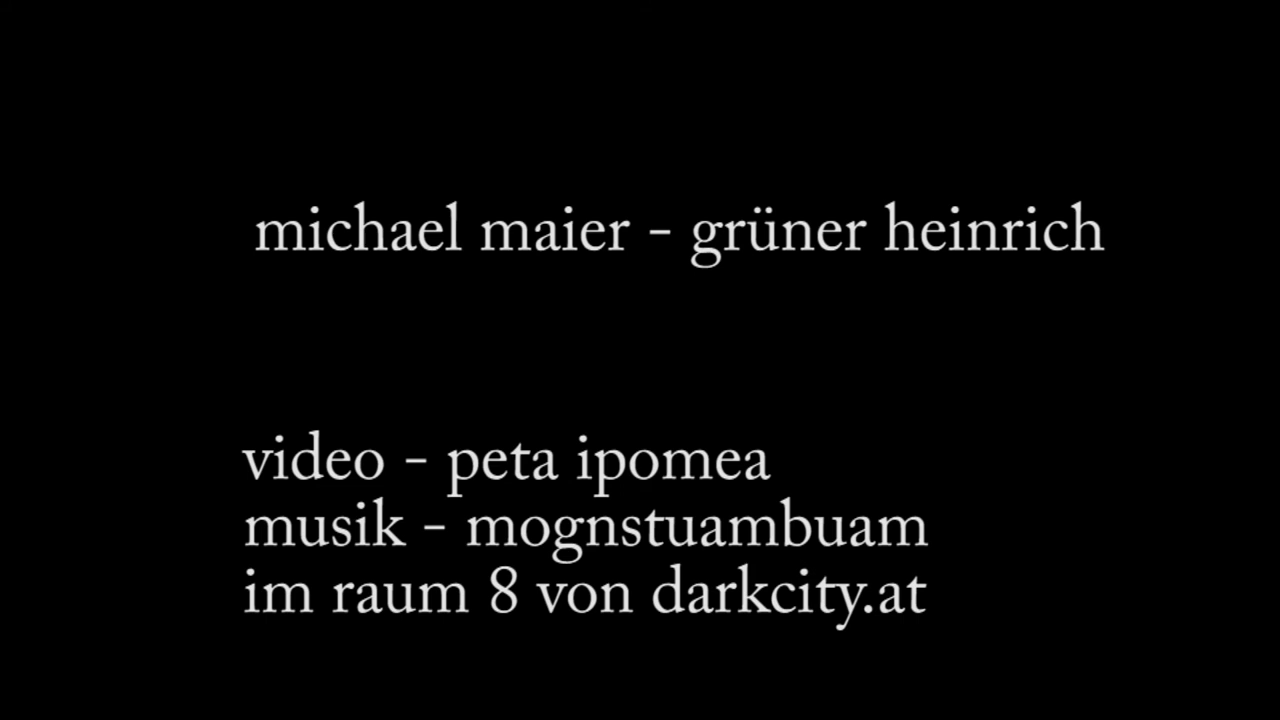 michael maier - grüner heinrich
video - peta ipomea
musik - mognstuambuam
im raum 8 von darkcity.at